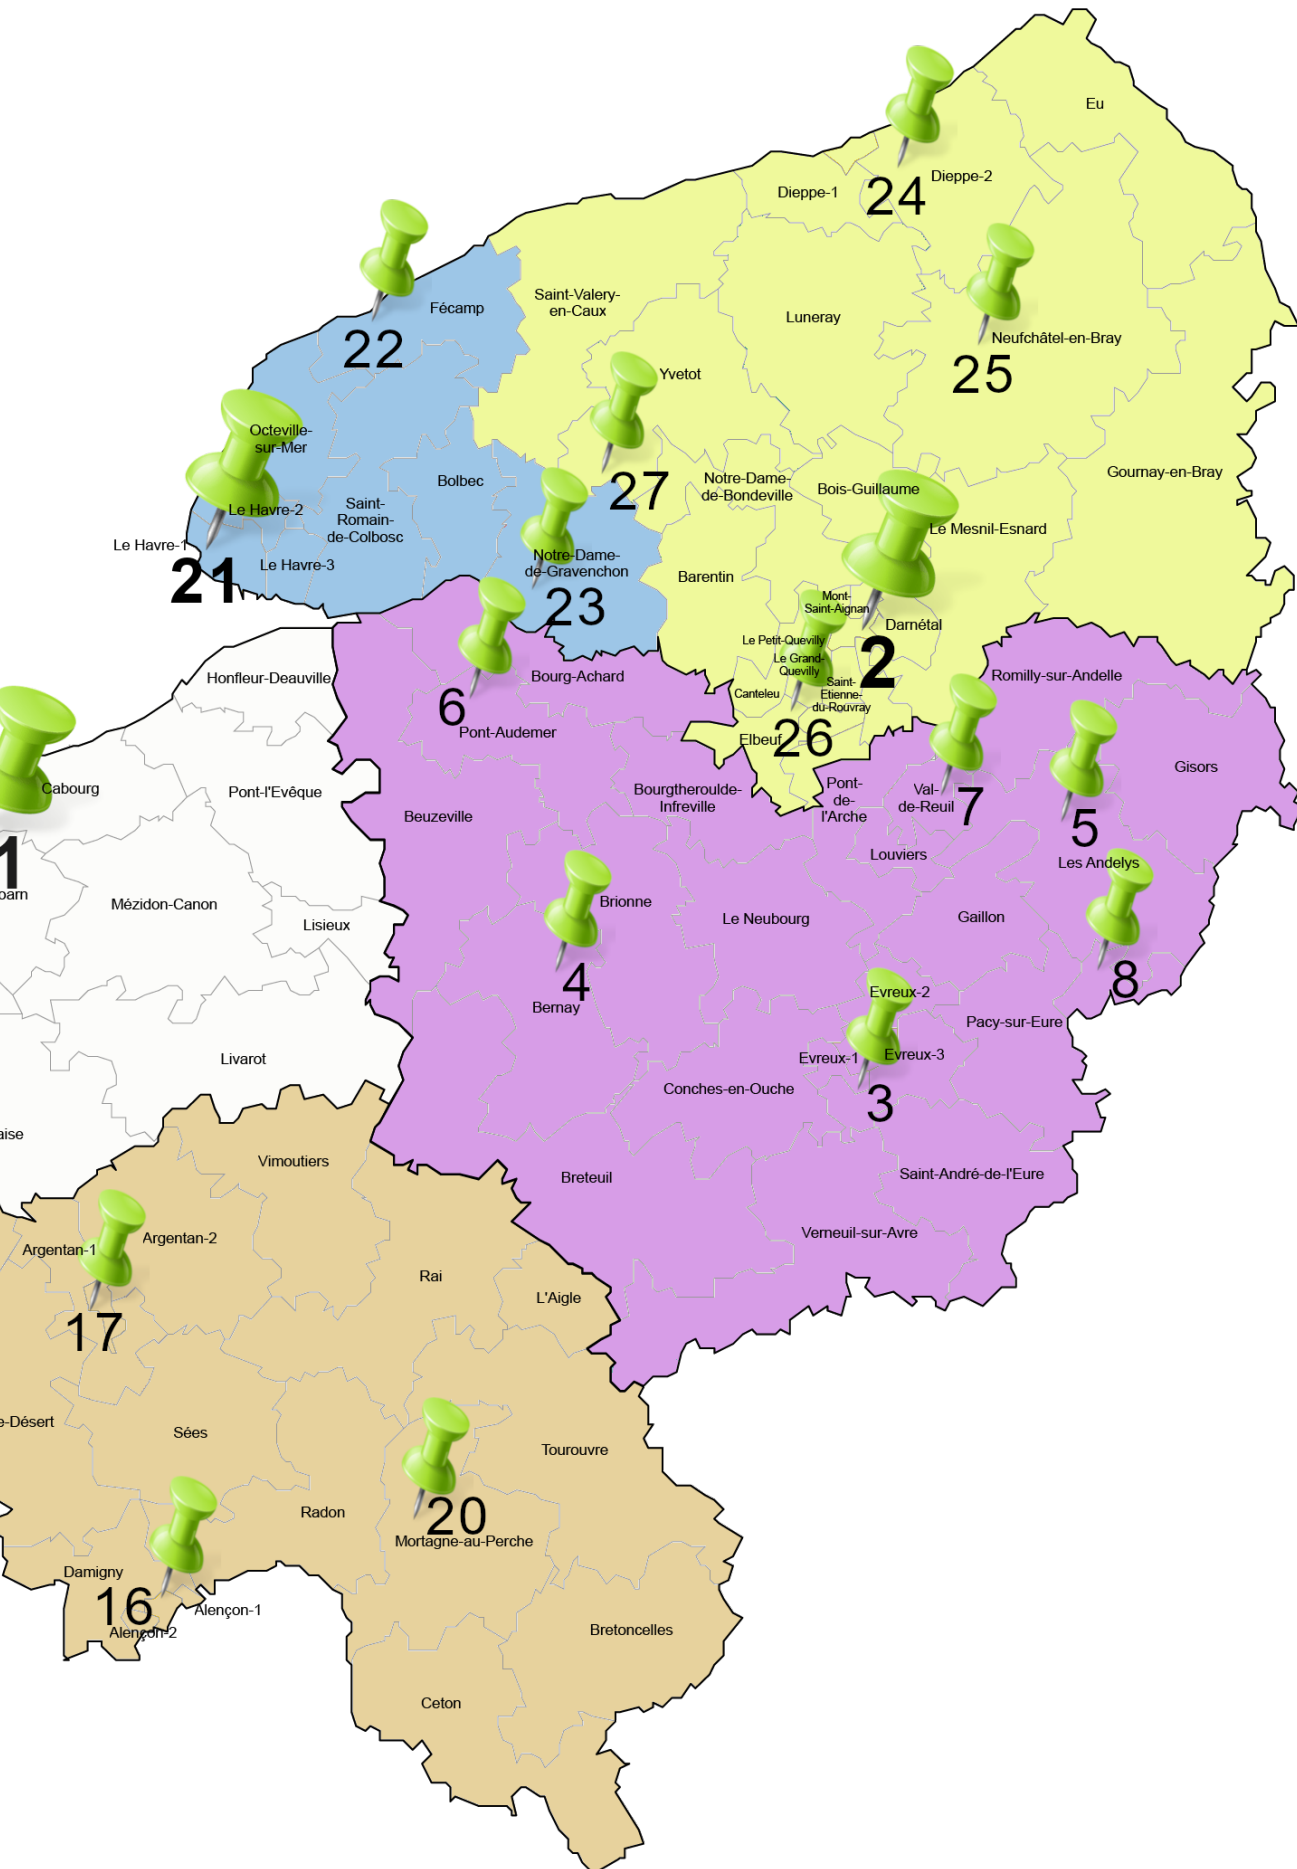 Eu
Dieppe-2
Dieppe-1
24
Saint-Valery-
en-Caux
Fécamp
Luneray
Neufchâtel-en-Bray
22
25
Yvetot
Octeville-
sur-Mer
Gournay-en-Bray
Bolbec
Notre-Dame-
de-Bondeville
Bois-Guillaume
27
Le Havre-2
Saint-
Romain-
de-Colbosc
Le Mesnil-Esnard
Le Havre-1
Le Havre-3
21
Notre-Dame-
de-Gravenchon
23
Barentin
Mont-
Saint-Aignan
Darnétal
Le Petit-Quevilly
Le Grand-
Quevilly
2
Saint-
Etienne-
du-Rouvray
Canteleu
Honfleur-Deauville
Bourg-Achard
Romilly-sur-Andelle
6
Pont-Audemer
Elbeuf
26
Gisors
Cabourg
Pont-l'Evêque
Bourgtheroulde-
Infreville
Pont-
de-
l'Arche
Val-
de-Reuil
7
Beuzeville
5
1
oarn
Louviers
Les Andelys
Mézidon-Canon
Lisieux
Brionne
Le Neubourg
Gaillon
4
8
Bernay
Evreux-2
Pacy-sur-Eure
Livarot
Evreux-1
Evreux-3
Conches-en-Ouche
3
aise
Vimoutiers
Breteuil
Saint-André-de-l'Eure
Argentan-1
Argentan-2
Verneuil-sur-Avre
Rai
L'Aigle
17
e-Désert
Sées
Tourouvre
Radon
20
Mortagne-au-Perche
Damigny
16
Alençon-1
Alençon-2
Bretoncelles
Ceton